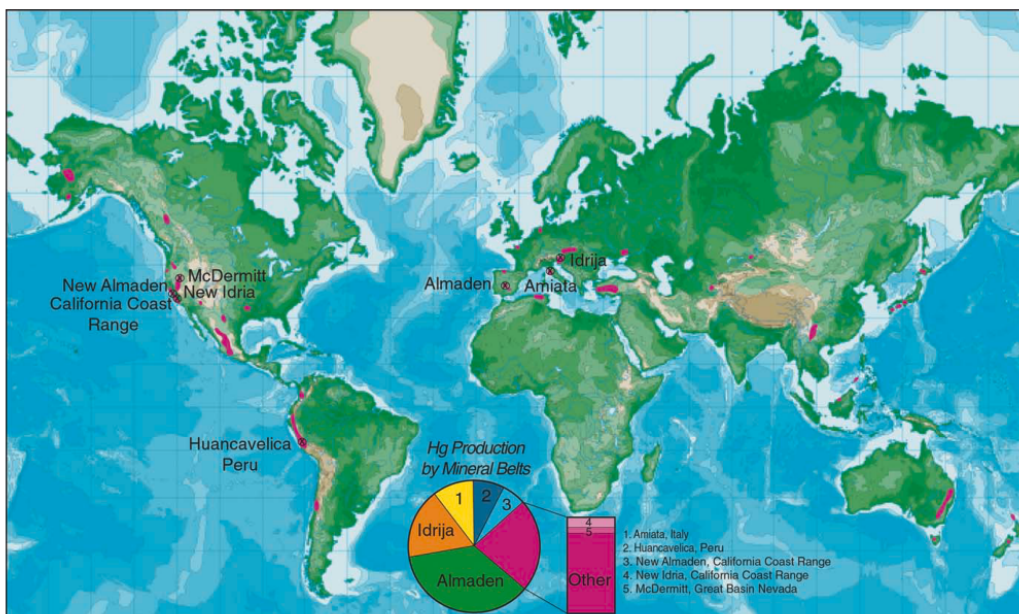 McDermitt
New Almaden
New Idria
California Coast
Range
Almaden
Idrija
Amiata
Huancavelica
Peru
Hg Production
by Mineral Belts
1
2
3
Idrija
Almaden
4
5
Other
1. Amiata, Italy
2. Huancavelica, Peru
3. New Almaden, California Coast Range
4. New Idria, California Coast Range
5. McDermitt, Great Basin Nevada